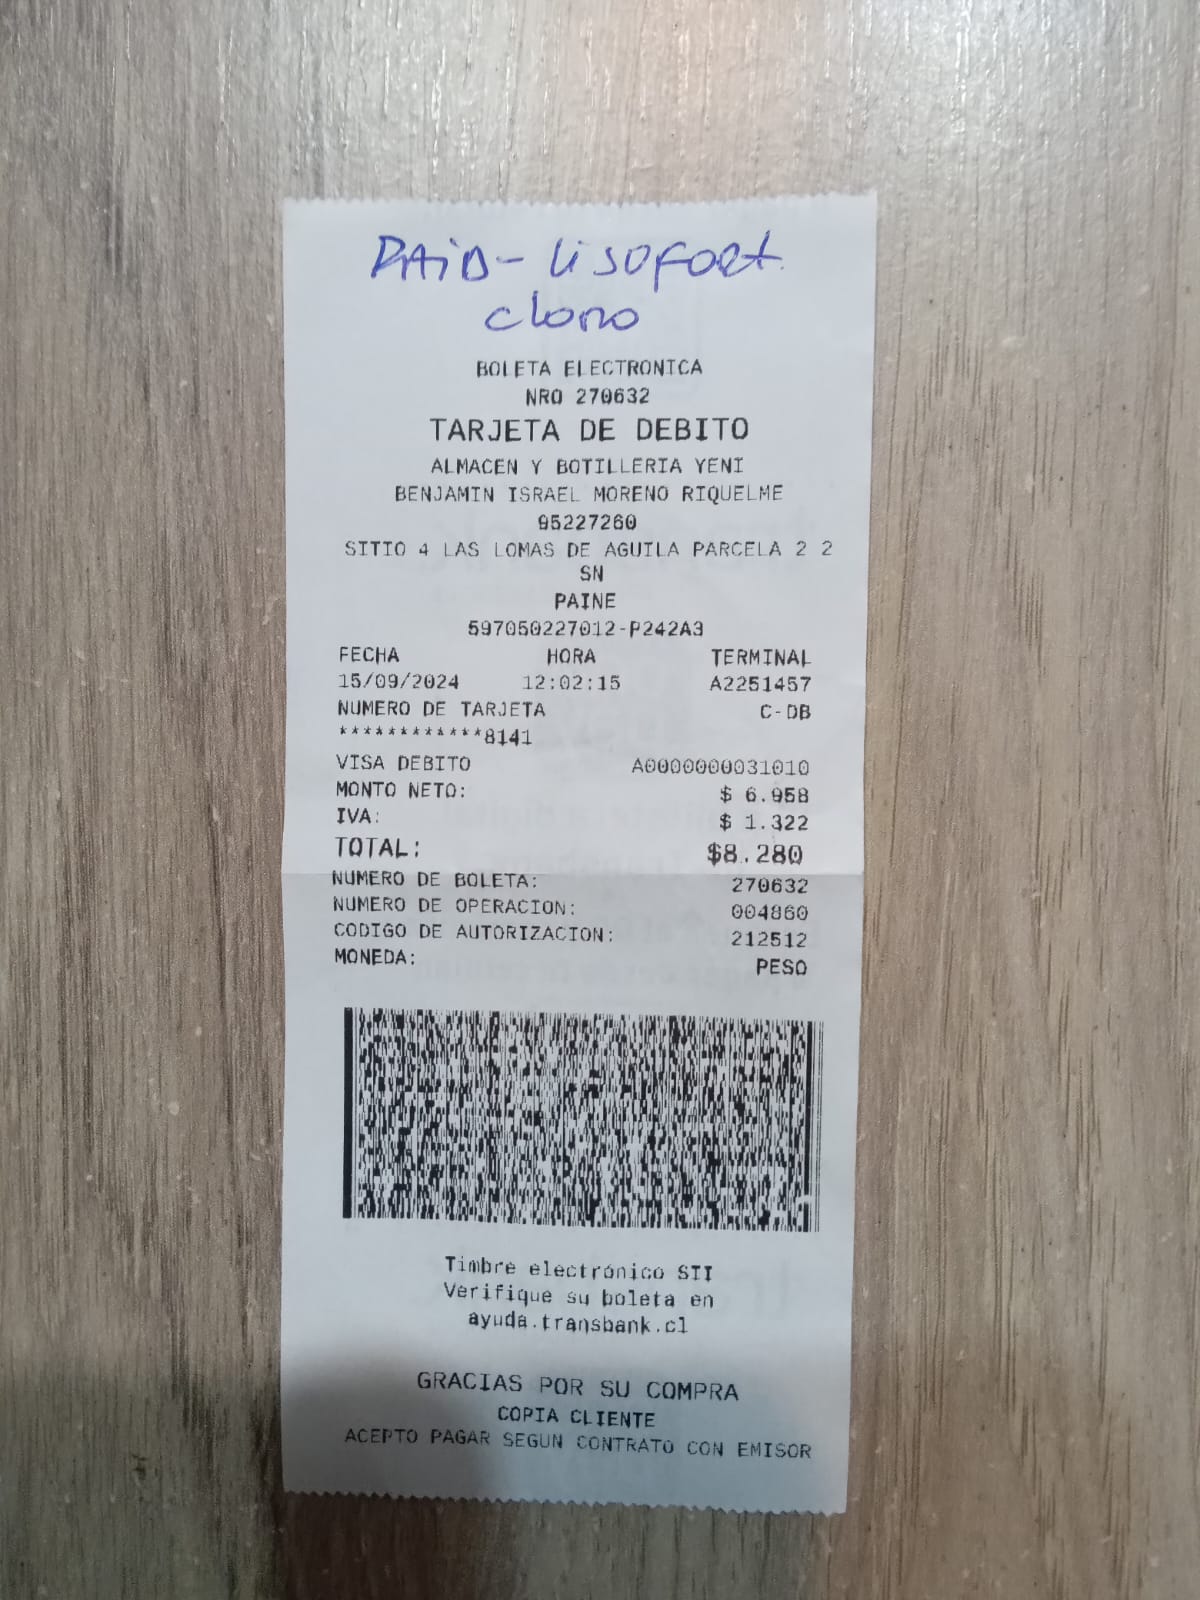 RAID - lisofort
cloro
BOLETA ELECTRONICA
NRO 270632
TARJETA DE DEBITO
ALMACEN Y BOTILLERIA YENI
BENJAMIN ISRAEL MORENO RIQUELME
95227260
SITIO 4 LAS LOMAS DE AGUILA PARCELA 2 2
SN
PAINE
597050227012-P242A3
FECHA HORA TERMINAL
15/09/2024 12:02:15 A2251457
NUMERO DE TARJETA C-DB
************8141
VISA DEBITO A0000000031010
MONTO NETO: $ 6.958
IVA: $ 1.322
TOTAL: $8.280
NUMERO DE BOLETA: 270632
NUMERO DE OPERACION: 004860
CODIGO DE AUTORIZACION: 212512
MONEDA: PESO
Timbre electrónico SII
Verifique su boleta en
ayuda.transbank.cl
GRACIAS POR SU COMPRA
COPIA CLIENTE
ACEPTO PAGAR SEGUN CONTRATO CON EMISOR